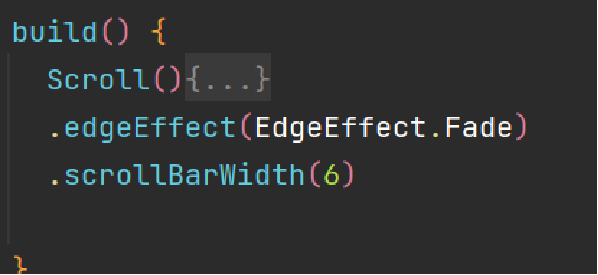 build() {
Scroll(){...}
.edgeEffect(EdgeEffect.Fade)
.scrollBarWidth(6)
}